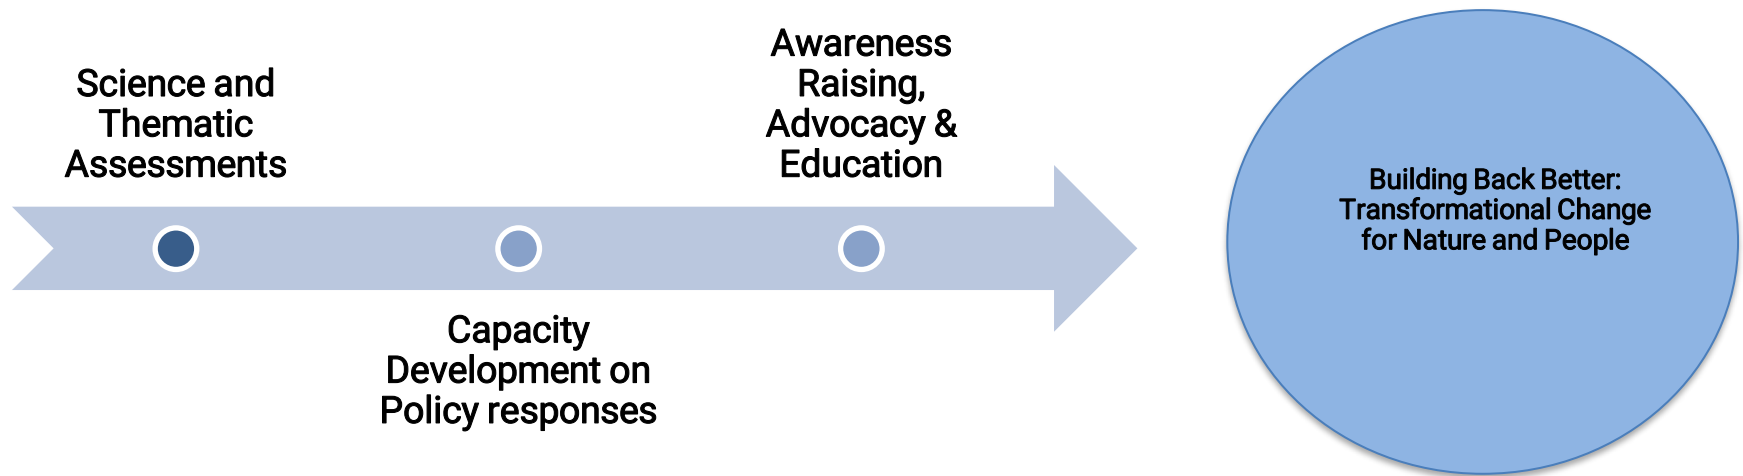 Science and
Thematic
Assessments
Capacity
Development on
Policy responses
Awareness
Raising,
Advocacy &
Education
Building Back Better:
Transformational Change
for Nature and People